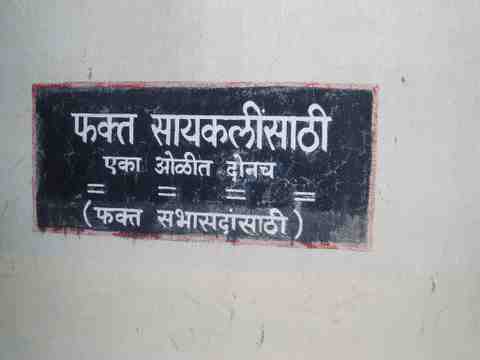 फक्त सायकलींसाठी
एका ओळीत दोनच
= = = =
(फक्त सभासदांसाठी)